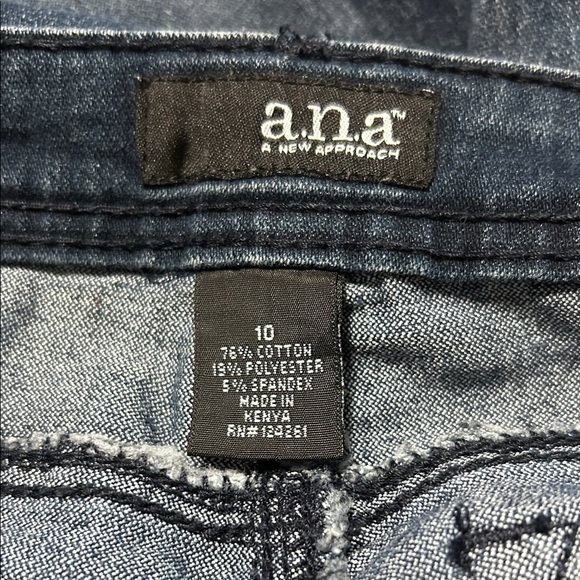 a.n.a™
A NEW APPROACH
10
76% COTTON
19% POLYESTER
5% SPANDEX
MADE IN
KENYA
RN# 124261